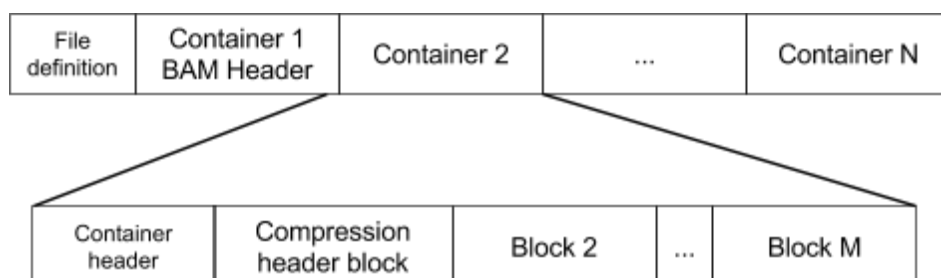 File
definition
Container 1
BAM Header
Container 2
...
Container N
Container
header
Compression
header block
Block 2
...
Block M